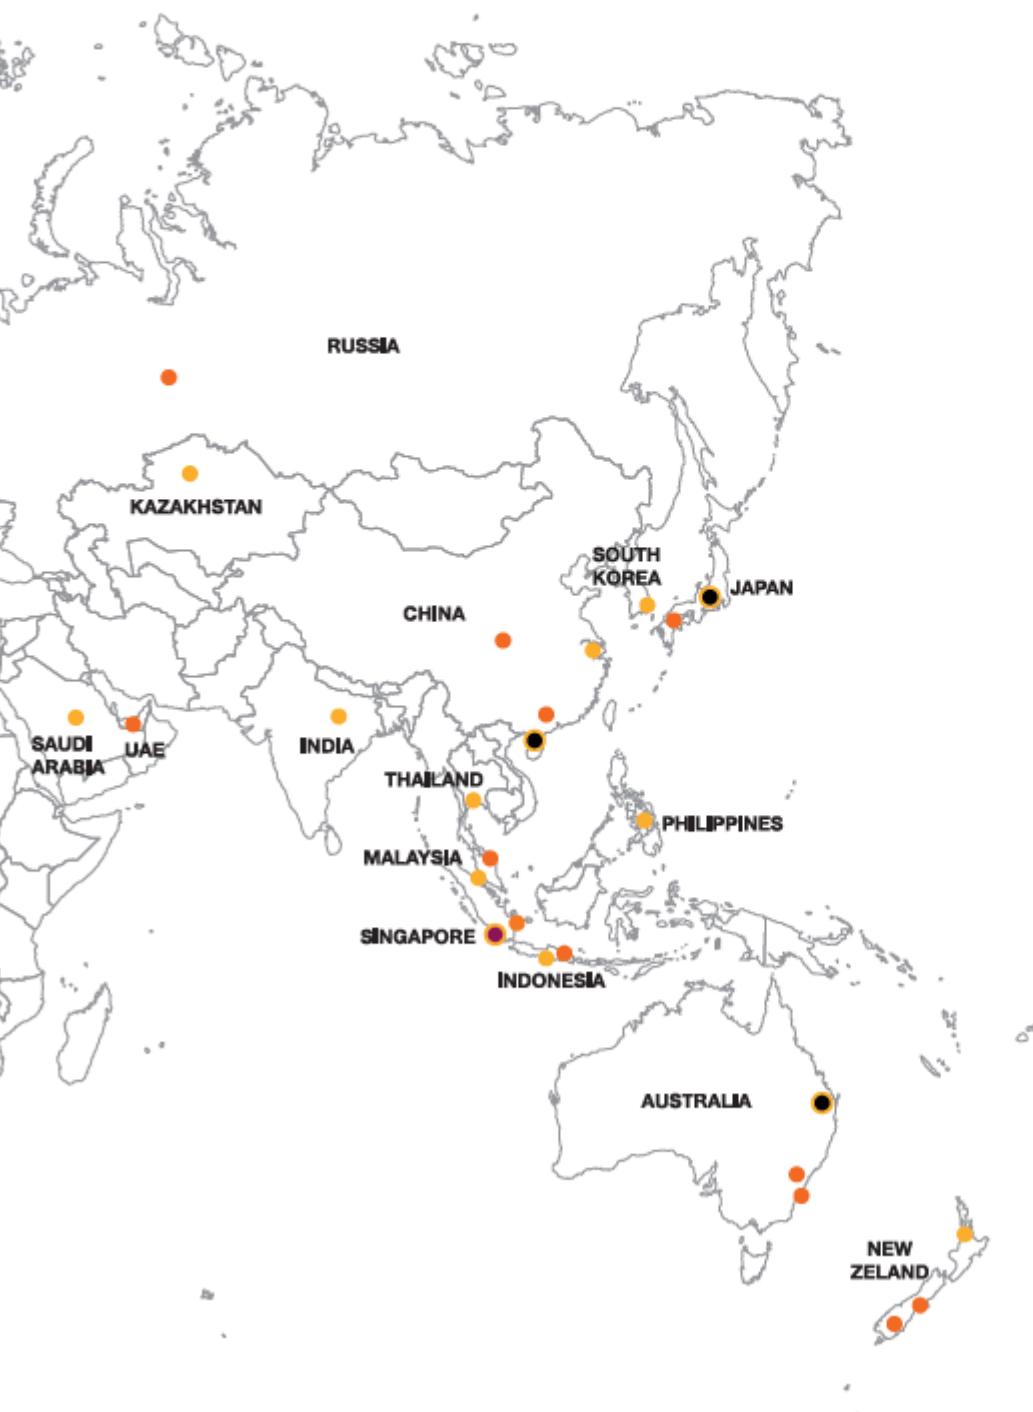 RUSSIA
KAZAKHSTAN
SOUTH
KOREA
JAPAN
CHINA
SAUDI
ARABIA
UAE
INDIA
THAILAND
PHILIPPINES
MALAYSIA
SINGAPORE
INDONESIA
AUSTRALIA
NEW
ZELAND